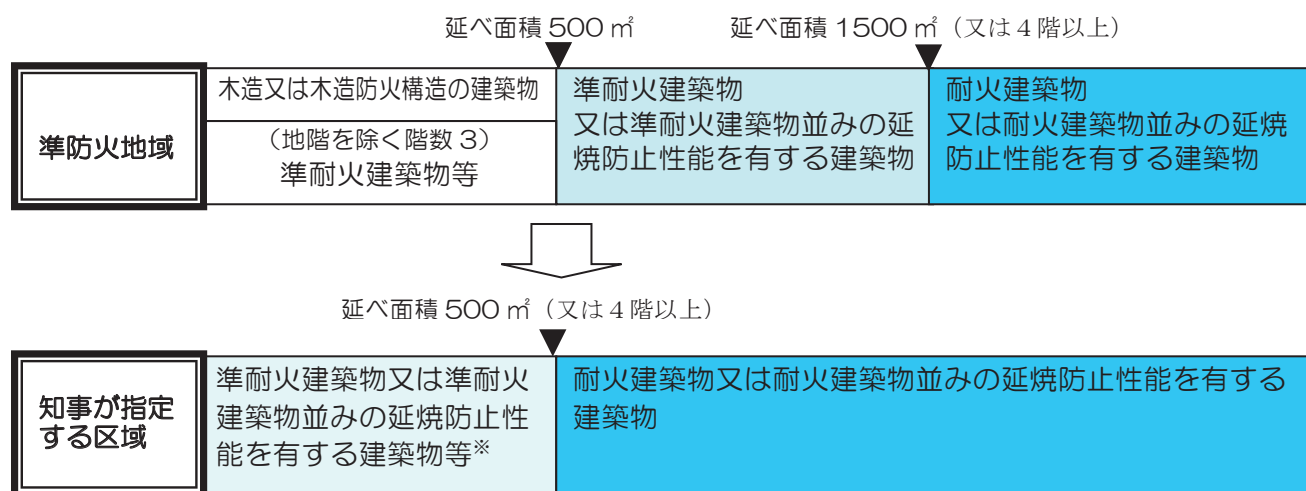 延べ面積 500 ㎡
延べ面積 1500 ㎡（又は４階以上）
準防火地域
木造又は木造防火構造の建築物
（地階を除く階数 3）
準耐火建築物等
準耐火建築物
又は準耐火建築物並みの延
焼防止性能を有する建築物
耐火建築物
又は耐火建築物並みの延焼
防止性能を有する建築物
延べ面積 500 ㎡（又は４階以上）
知事が指定
する区域
準耐火建築物又は準耐火
建築物並みの延焼防止性
能を有する建築物等※
耐火建築物又は耐火建築物並みの延焼防止性能を有する
建築物